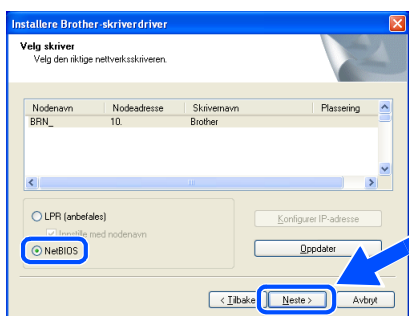 Installere Brother-skriverdriver
Velg skriver
Velg den riktige nettverksskriveren.
Nodenavn Nodeadresse Skrivernavn Plassering
BRN_ 10. Brother
LPR (anbefales)
Innstille med nodenavn
NetBIOS
Konfigurer IP-adresse
Oppdater
< Tilbake Neste > Avbryt